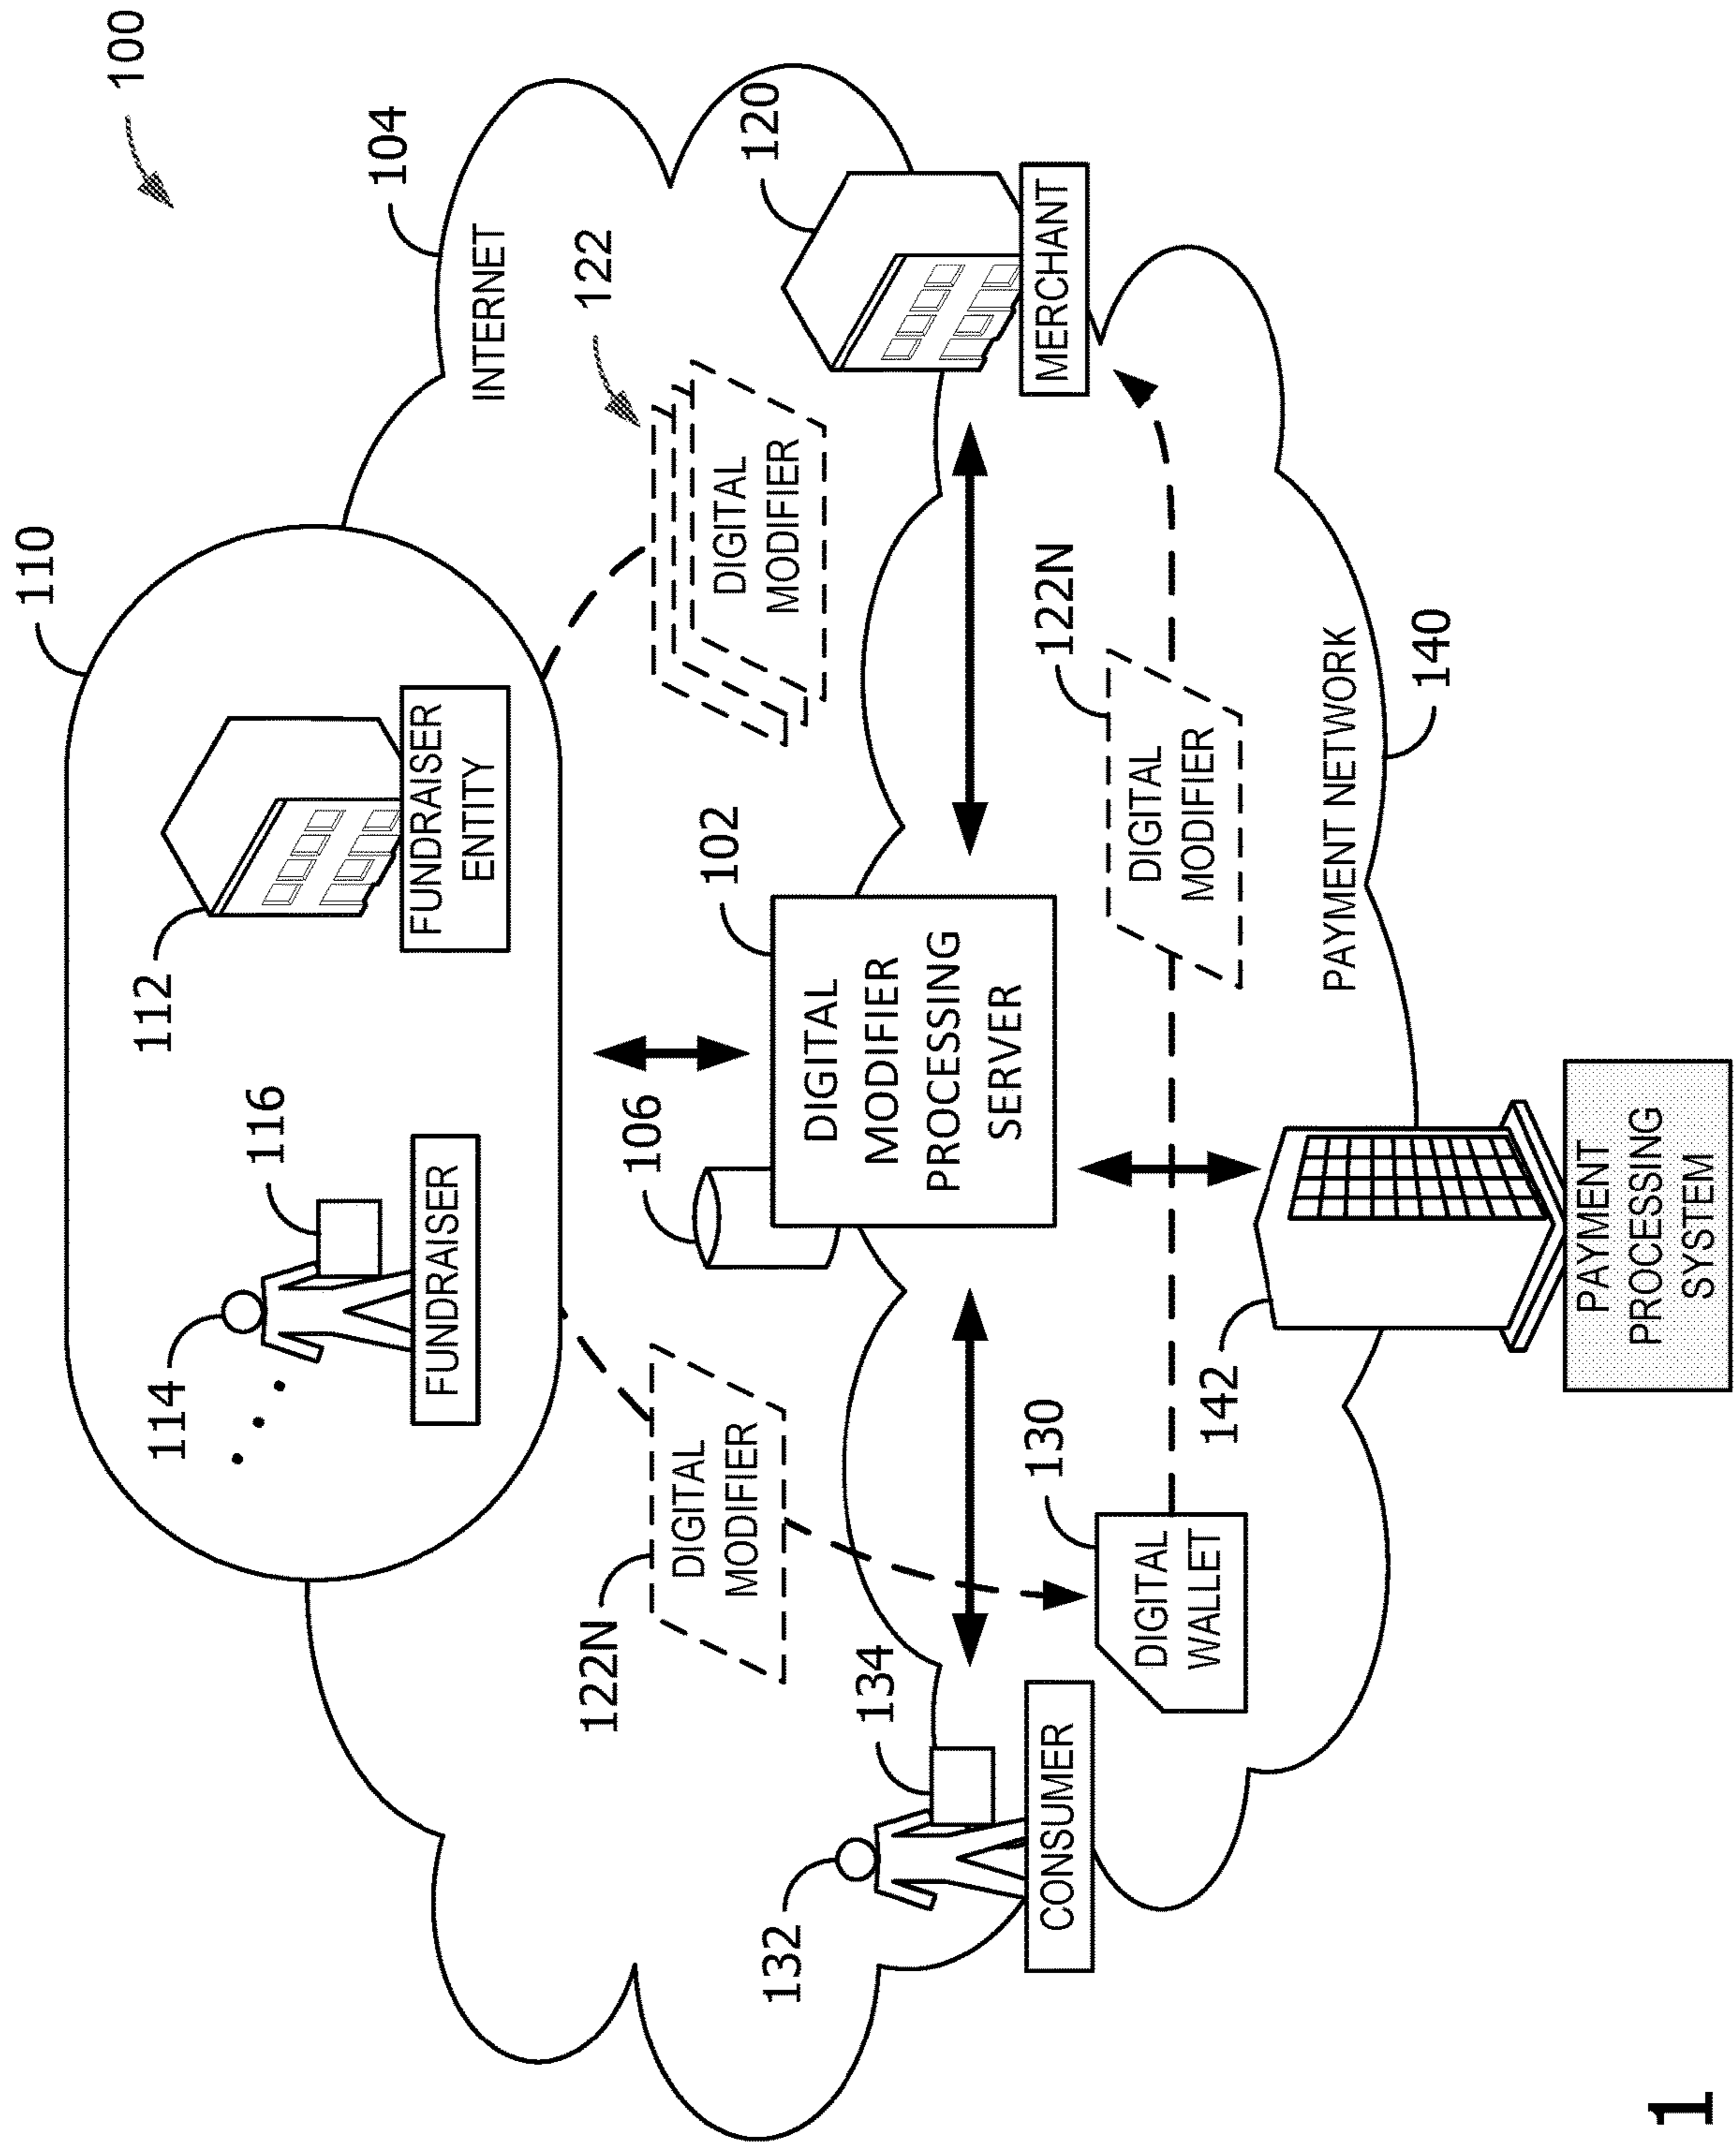 100
110
104
INTERNET
112
FUNDRAISER
ENTITY
114
116
FUNDRAISER
122
DIGITAL
MODIFIER
122N
DIGITAL
MODIFIER
106
102
DIGITAL
MODIFIER
PROCESSING
SERVER
120
MERCHANT
132
134
CONSUMER
130
DIGITAL
WALLET
122N
DIGITAL
MODIFIER
PAYMENT NETWORK
140
142
PAYMENT
PROCESSING
SYSTEM
1